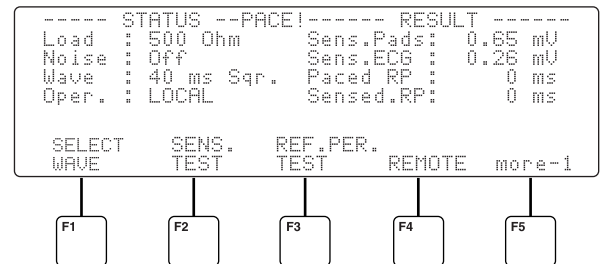 ----- STATUS --PACE!------ RESULT ------
Load : 500 Ohm Sens.Pads: 0.65 mV
Noise : Off Sens.ECG : 0.26 mV
Wave : 40 ms Sqr. Paced RP : 0 ms
Oper. : LOCAL Sensed.RP: 0 ms
SELECT SENS. REF.PER.
WAVE TEST TEST REMOTE more-1
F1 F2 F3 F4 F5